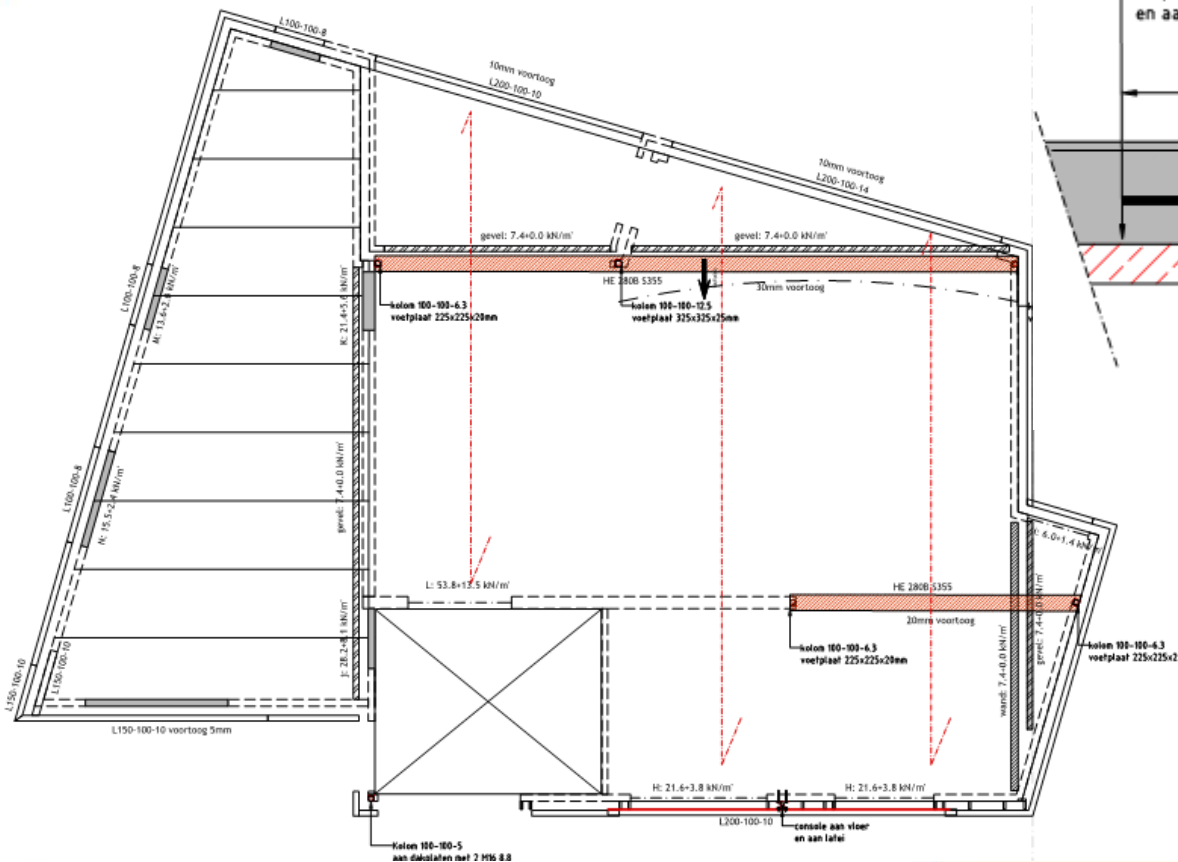 en aa
L100-100-8
10mm voortoog
L200-100-10
10mm voortoog
L200-100-14
gevel: 7.4+0.0 kN/m'
gevel: 7.4+0.0 kN/m'
HE 280B S355
30mm voortoog
kolom 100-100-6.3
voetplaat 225x225x20mm
kolom 100-100-12.5
voetplaat 325x325x25mm
L100-100-8
M: 13.6+2.0 kN/m'
K: 21.4+5.6 kN/m'
L100-100-8
N: 15.5+2.4 kN/m'
gevel: 7.4+0.0 kN/m'
L: 53.8+13.5 kN/m'
I: 6.0+1.4 kN/m'
HE 280B S355
20mm voortoog
gevel: 7.4+0.0 kN/m'
wand: 7.4+0.0 kN/m'
kolom 100-100-6.3
voetplaat 225x225x20mm
kolom 100-100-6.3
voetplaat 225x225x2
J: 28.2+8.1 kN/m'
L150-100-10
L150-100-10
L150-100-10 voortoog 5mm
H: 21.6+3.8 kN/m'
H: 21.6+3.8 kN/m'
L200-100-10
console aan vloer
en aan latei
Kolom 100-100-5
aan dakplaten met 2 M16 8.8